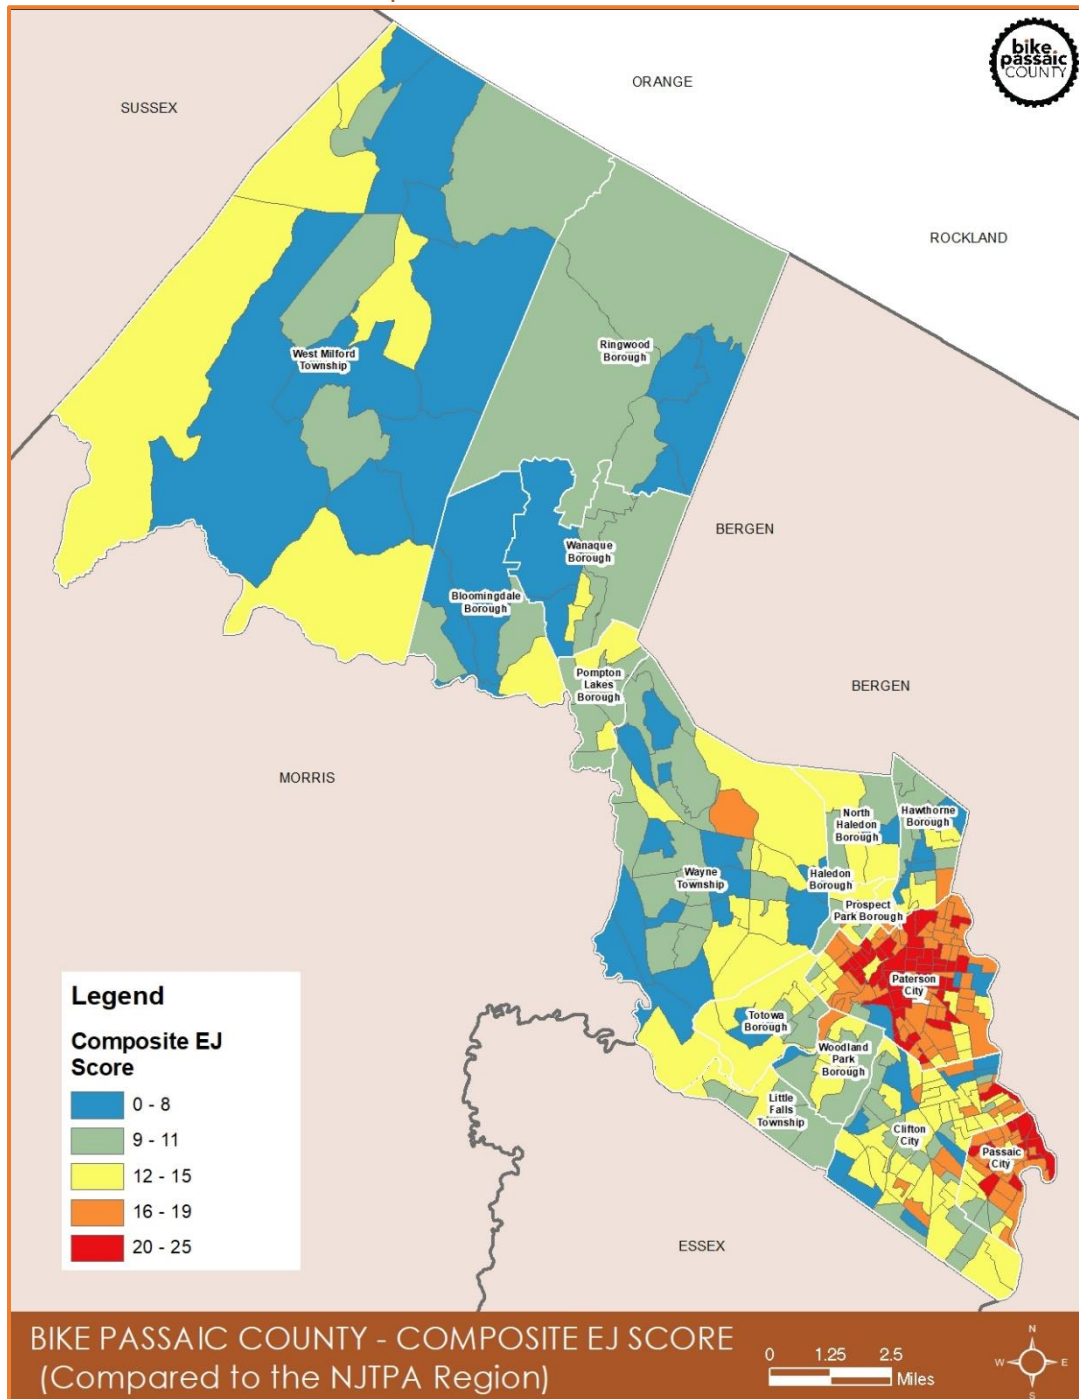 bike
passaic
COUNTY
ORANGE
SUSSEX
ROCKLAND
Ringwood
Borough
West Milford
Township
BERGEN
Wanaque
Borough
Bloomingdale
Borough
Pompton
Lakes
Borough
BERGEN
MORRIS
North
Haledon
Borough
Hawthorne
Borough
Wayne
Township
Haledon
Borough
Prospect
Park Borough
Paterson
City
Totowa
Borough
Woodland
Park
Borough
Little
Falls
Township
Clifton
City
Passaic
City
ESSEX
Legend
Composite EJ
Score
0 - 8
9 - 11
12 - 15
16 - 19
20 - 25
BIKE PASSAIC COUNTY - COMPOSITE EJ SCORE
(Compared to the NJTPA Region)
0 1.25 2.5
Miles
N
W E
S